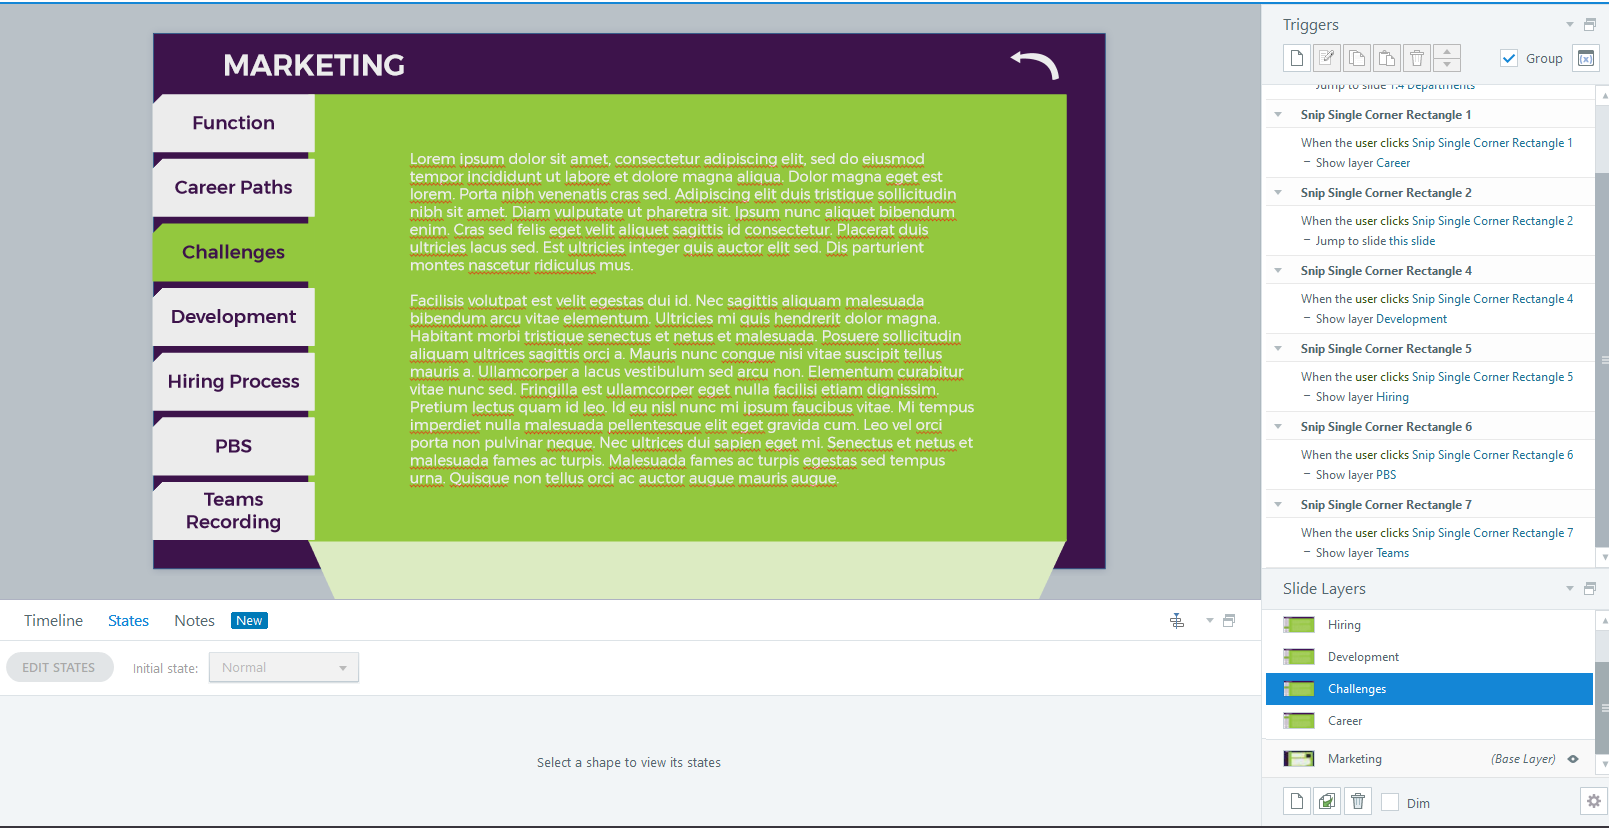 MARKETING
Function
Career Paths
Challenges
Development
Hiring Process
PBS
Teams
Recording
Lorem ipsum dolor sit amet, consectetur adipiscing elit, sed do eiusmod
tempor incididunt ut labore et dolore magna aliqua. Dolor magna eget est
lorem. Porta nibh venenatis cras sed. Adipiscing elit duis tristique sollicitudin
nibh sit amet. Diam vulputate ut pharetra sit. Ipsum nunc aliquet bibendum
enim. Cras sed felis eget velit aliquet sagittis id consectetur. Placerat duis
ultricies lacus sed. Est ultricies integer quis auctor elit sed. Dis parturient
montes nascetur ridiculus mus.
Facilisis volutpat est velit egestas dui id. Nec sagittis aliquam malesuada
bibendum arcu vitae elementum. Ultricies mi quis hendrerit dolor magna.
Habitant morbi tristique senectus et netus et malesuada. Posuere sollicitudin
aliquam ultrices sagittis orci a. Mauris nunc congue nisi vitae suscipit tellus
mauris a. Ullamcorper a lacus vestibulum sed arcu non. Elementum curabitur
vitae nunc sed. Fringilla est ullamcorper eget nulla facilisi etiam dignissim.
Pretium lectus quam id leo. Id eu nisl nunc mi ipsum faucibus vitae. Mi tempus
imperdiet nulla malesuada pellentesque elit eget gravida cum. Leo vel orci
porta non pulvinar neque. Nec ultrices dui sapien eget mi. Senectus et netus et
malesuada fames ac turpis. Malesuada fames ac turpis egestas sed tempus
urna. Quisque non tellus orci ac auctor augue mauris augue.
Timeline States Notes New
EDIT STATES Initial state: Normal
Select a shape to view its states
Triggers
Group
Jump to slide 1.4 Departments
Snip Single Corner Rectangle 1
When the user clicks Snip Single Corner Rectangle 1
– Show layer Career
Snip Single Corner Rectangle 2
When the user clicks Snip Single Corner Rectangle 2
– Jump to slide this slide
Snip Single Corner Rectangle 4
When the user clicks Snip Single Corner Rectangle 4
– Show layer Development
Snip Single Corner Rectangle 5
When the user clicks Snip Single Corner Rectangle 5
– Show layer Hiring
Snip Single Corner Rectangle 6
When the user clicks Snip Single Corner Rectangle 6
– Show layer PBS
Snip Single Corner Rectangle 7
When the user clicks Snip Single Corner Rectangle 7
– Show layer Teams
Slide Layers
Hiring
Development
Challenges
Career
Marketing (Base Layer)
Dim